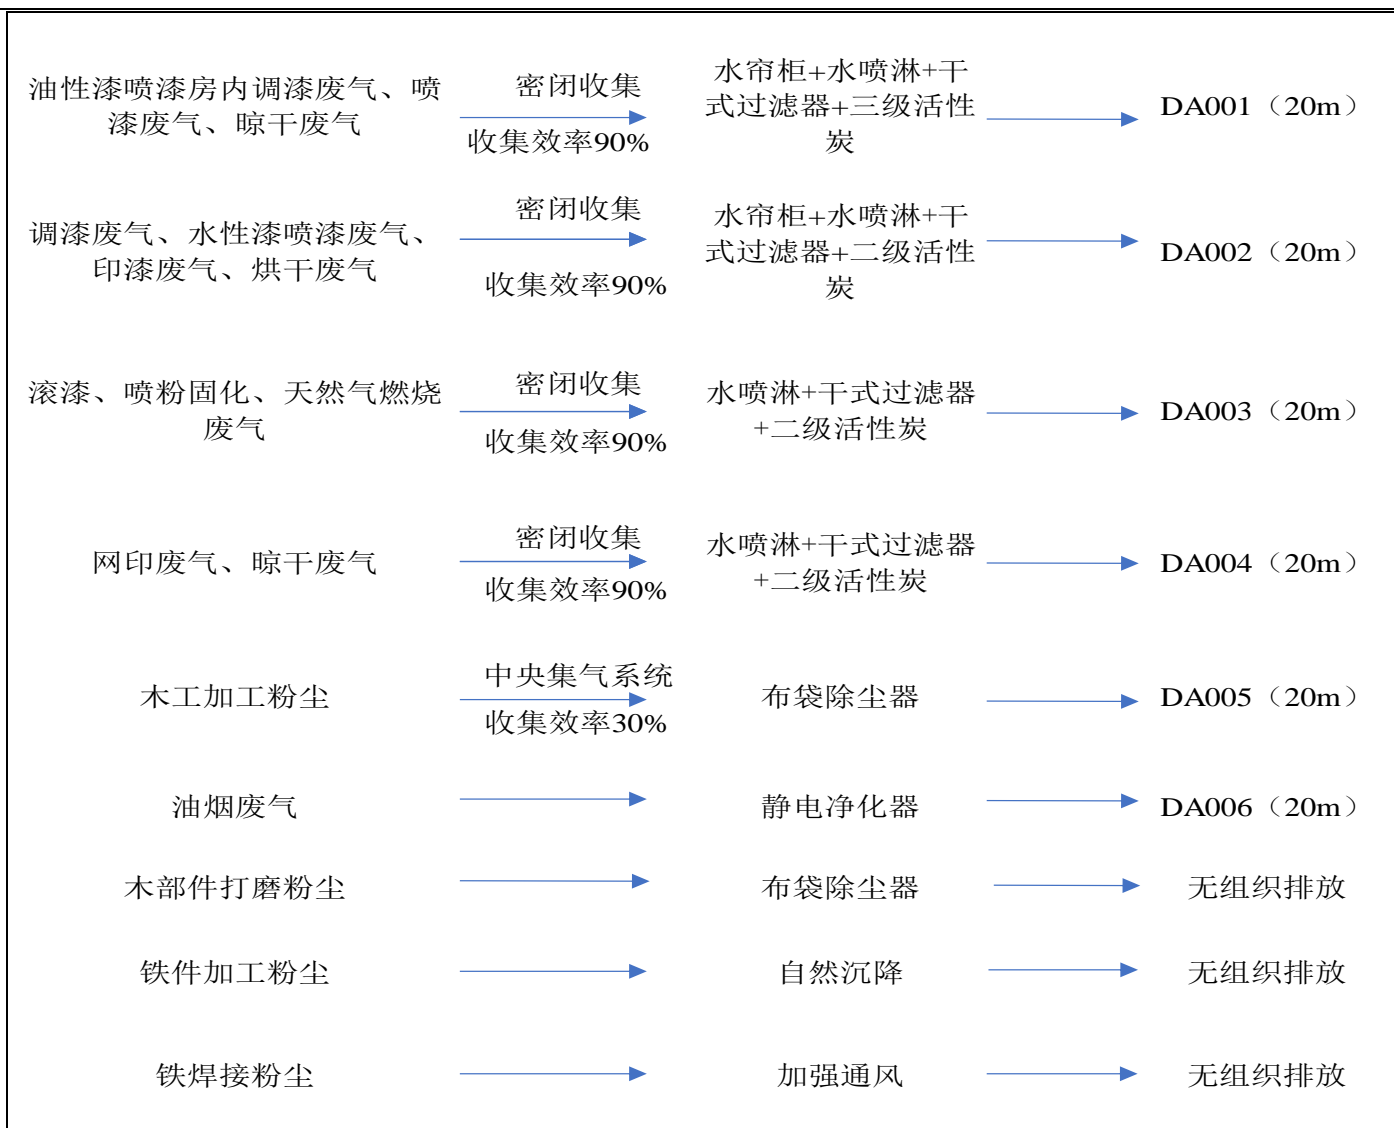 油性漆喷漆房内调漆废气、喷
漆废气、晾干废气
密闭收集
收集效率90%
水帘柜+水喷淋+干
式过滤器+三级活性
炭
DA001（20m）
调漆废气、水性漆喷漆废气、
印漆废气、烘干废气
密闭收集
收集效率90%
水帘柜+水喷淋+干
式过滤器+二级活性
炭
DA002（20m）
滚漆、喷粉固化、天然气燃烧
废气
密闭收集
收集效率90%
水喷淋+干式过滤器
+二级活性炭
DA003（20m）
网印废气、晾干废气
密闭收集
收集效率90%
水喷淋+干式过滤器
+二级活性炭
DA004（20m）
木工加工粉尘
中央集气系统
收集效率30%
布袋除尘器
DA005（20m）
油烟废气
静电净化器
DA006（20m）
木部件打磨粉尘
布袋除尘器
无组织排放
铁件加工粉尘
自然沉降
无组织排放
铁焊接粉尘
加强通风
无组织排放